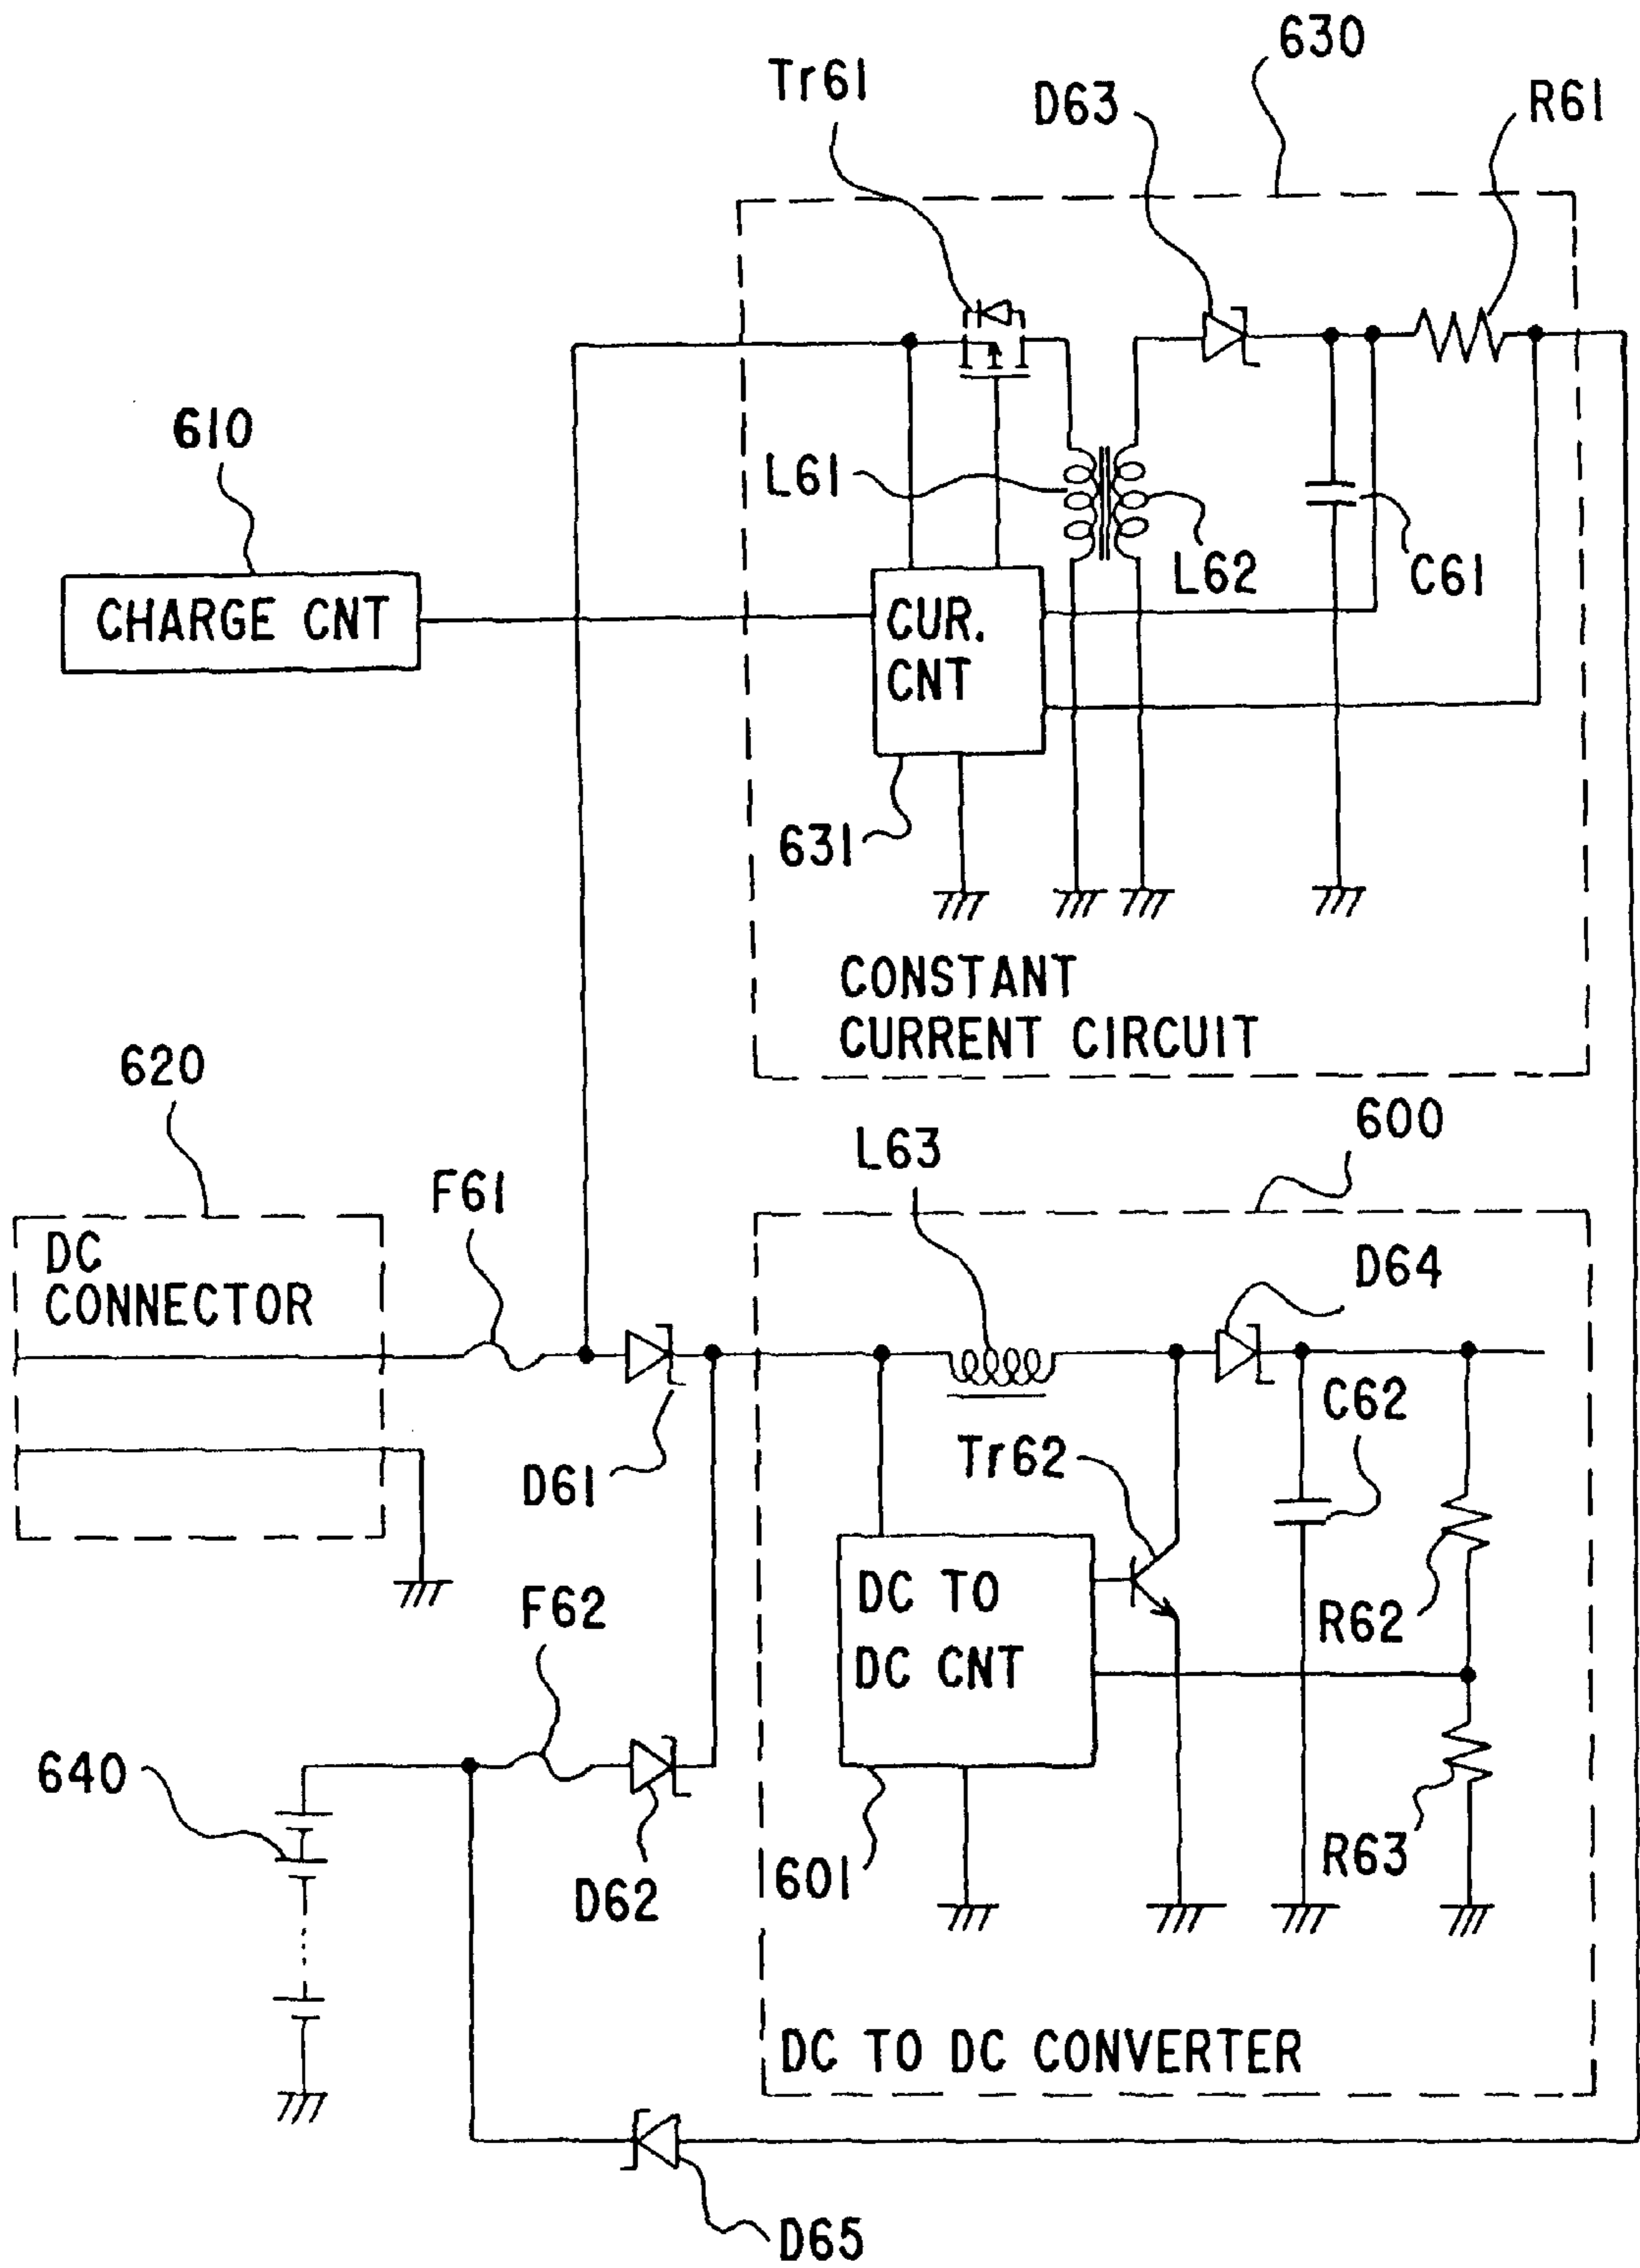 630
Tr61
D63
R61
610
L61
L62
C61
CHARGE CNT
CUR.
CNT
631
CONSTANT
CURRENT CIRCUIT
620
600
L63
F61
DC
CONNECTOR
D64
C62
Tr62
D61
DC TO
DC CNT
F62
R62
640
R63
601
D62
DC TO DC CONVERTER
D65